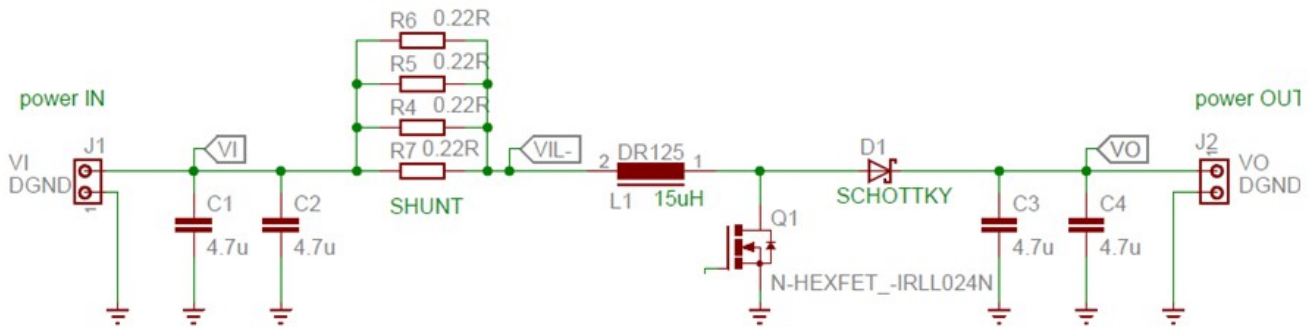 R6 0.22R
R5 0.22R
R4 0.22R
R7 0.22R
SHUNT
power IN
J1
VI
DGND
1
VI
C1
4.7u
C2
4.7u
VIL-
2 DR125 1
L1 15uH
Q1
N-HEXFET_-IRLL024N
D1
SCHOTTKY
C3
4.7u
C4
4.7u
VO
power OUT
J2
1
VO
DGND